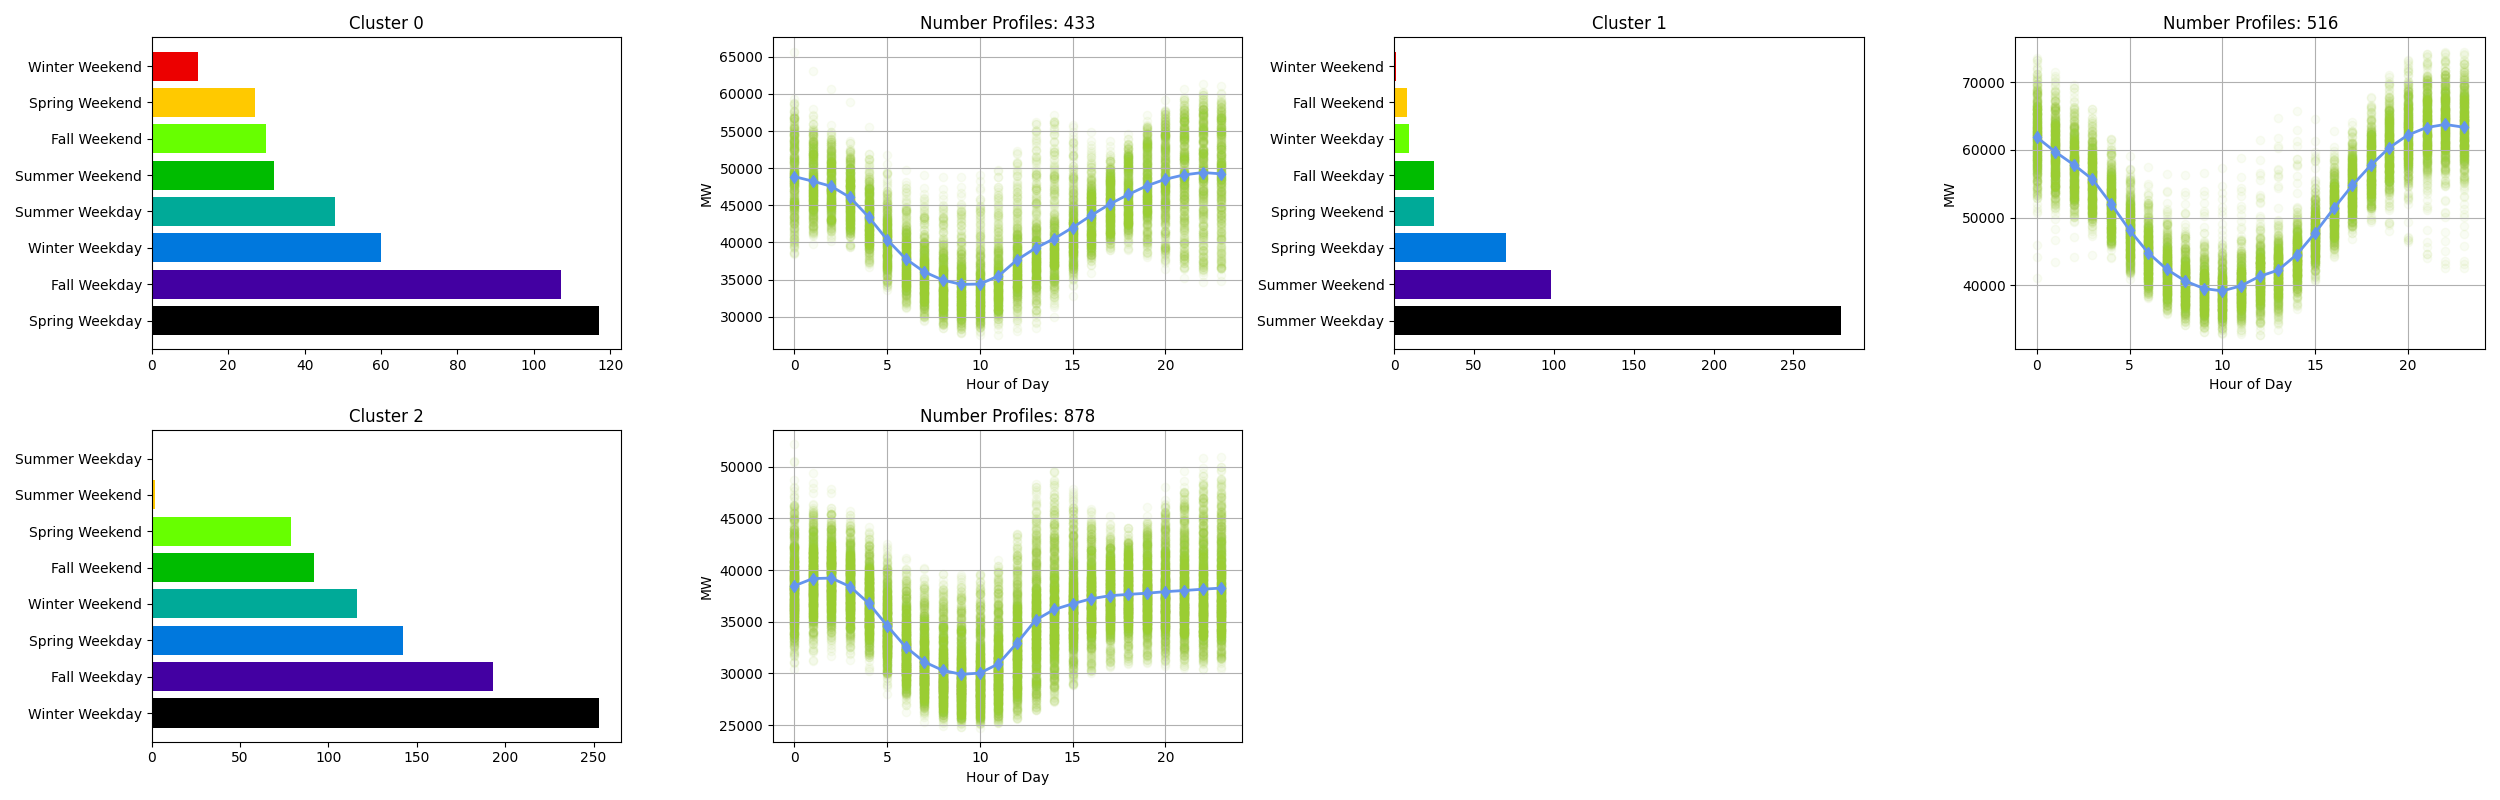 Cluster 0
Winter Weekend
Spring Weekend
Fall Weekend
Summer Weekend
Summer Weekday
Winter Weekday
Fall Weekday
Spring Weekday
0 20 40 60 80 100 120
Number Profiles: 433
MW
65000
60000
55000
50000
45000
40000
35000
30000
0 5 10 15 20
Hour of Day
Cluster 1
Winter Weekend
Fall Weekend
Winter Weekday
Fall Weekday
Spring Weekend
Spring Weekday
Summer Weekend
Summer Weekday
0 50 100 150 200 250
Number Profiles: 516
MW
70000
60000
50000
40000
0 5 10 15 20
Hour of Day
Cluster 2
Summer Weekday
Summer Weekend
Spring Weekend
Fall Weekend
Winter Weekend
Spring Weekday
Fall Weekday
Winter Weekday
0 50 100 150 200 250
Number Profiles: 878
MW
50000
45000
40000
35000
30000
25000
0 5 10 15 20
Hour of Day